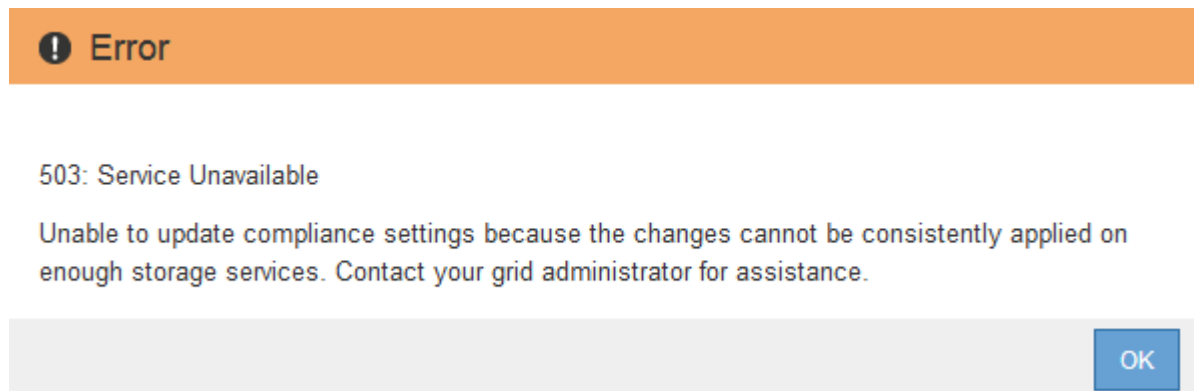 Error
503: Service Unavailable
Unable to update compliance settings because the changes cannot be consistently applied on
enough storage services. Contact your grid administrator for assistance.
OK